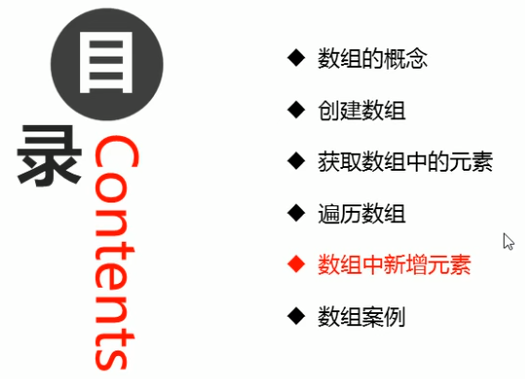 目录
Contents
◆ 数组的概念
◆ 创建数组
◆ 获取数组中的元素
◆ 遍历数组
◆ 数组中新增元素
◆ 数组案例